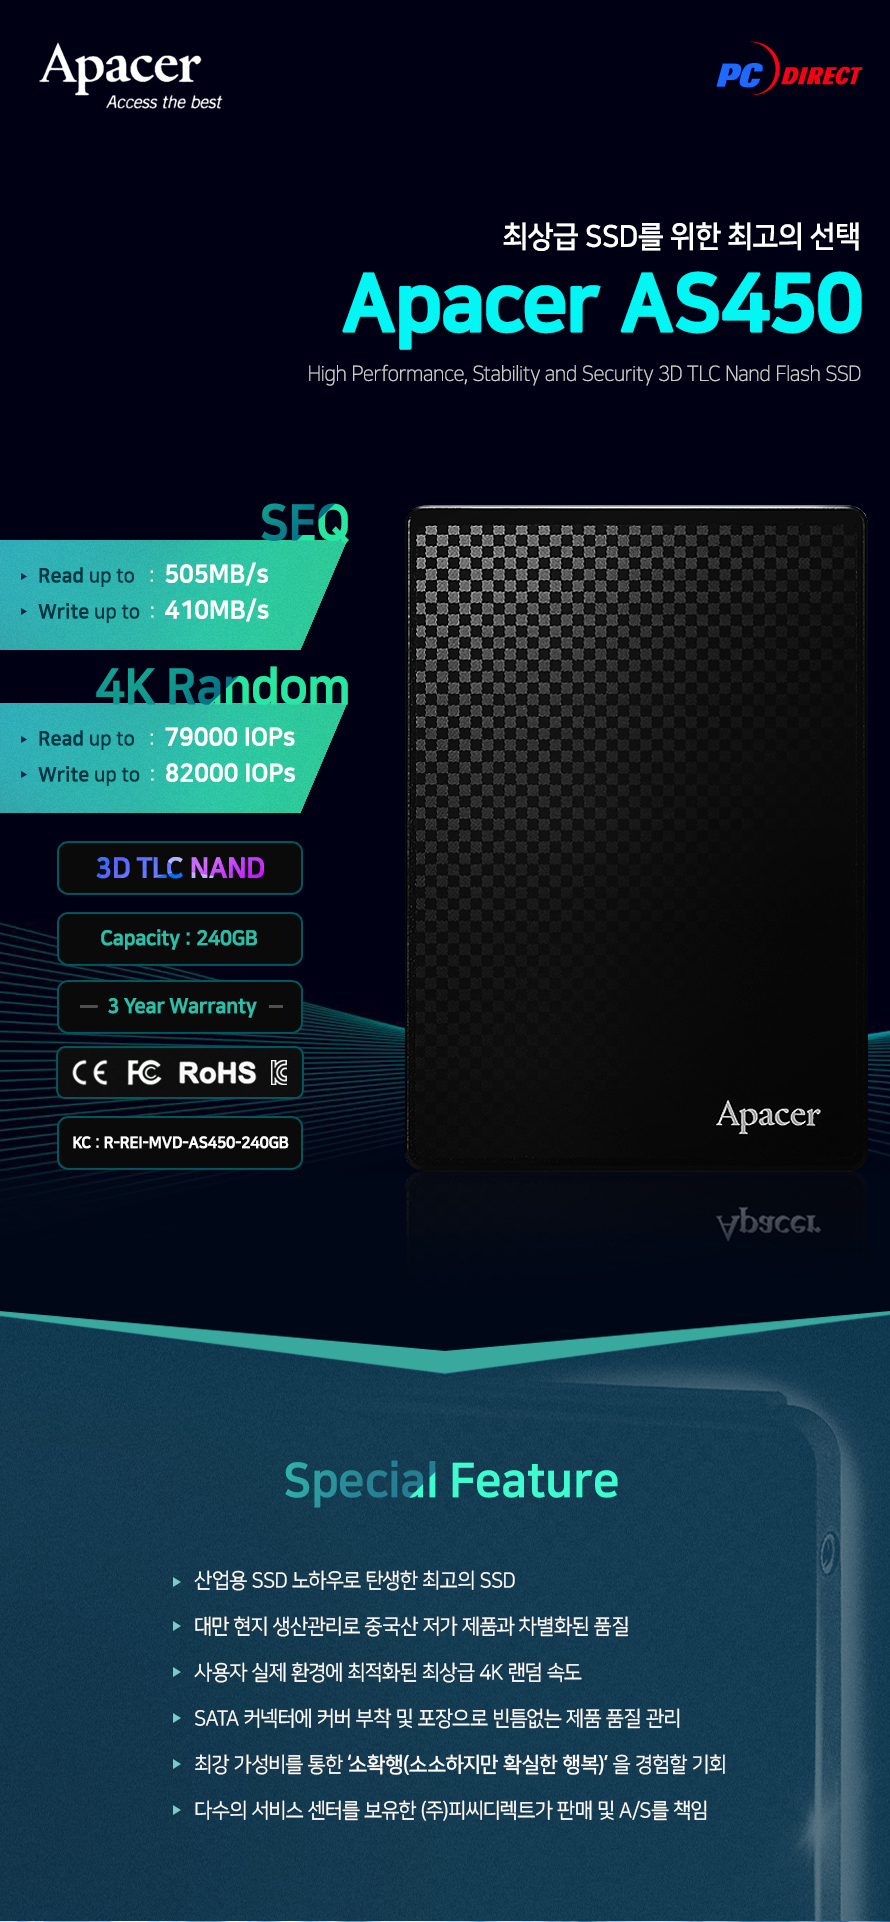 Apacer
Access the best
PC DIRECT
최상급 SSD를 위한 최고의 선택
Apacer AS450
High Performance, Stability and Security 3D TLC Nand Flash SSD
SEQ
Read up to : 505MB/s
Write up to : 410MB/s
4K Random
Read up to : 79000 IOPs
Write up to : 82000 IOPs
3D TLC NAND
Capacity : 240GB
3 Year Warranty
CE FC RoHS KC
KC : R-REI-MVD-AS450-240GB
Apacer
Apacer
Special Feature
산업용 SSD 노하우로 탄생한 최고의 SSD
대만 현지 생산관리로 중국산 저가 제품과 차별화된 품질
사용자 실제 환경에 최적화된 최상급 4K 랜덤 속도
SATA 커넥터에 커버 부착 및 포장으로 빈틈없는 제품 품질 관리
최강 가성비를 통한 ‘소확행(소소하지만 확실한 행복)’ 을 경험할 기회
다수의 서비스 센터를 보유한 (주)피씨디렉트가 판매 및 A/S를 책임